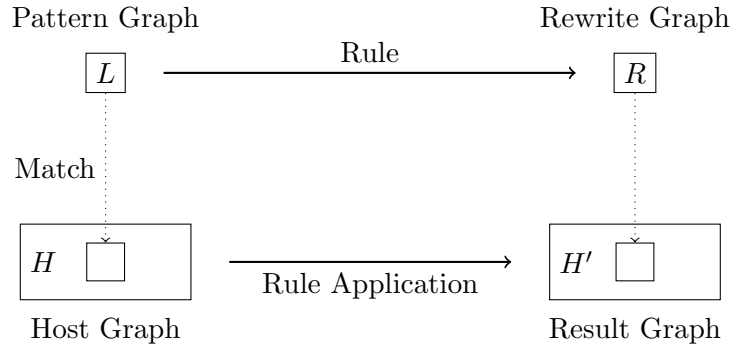 Pattern Graph
Rewrite Graph
Rule
L
R
Match
H
H′
Rule Application
Host Graph
Result Graph